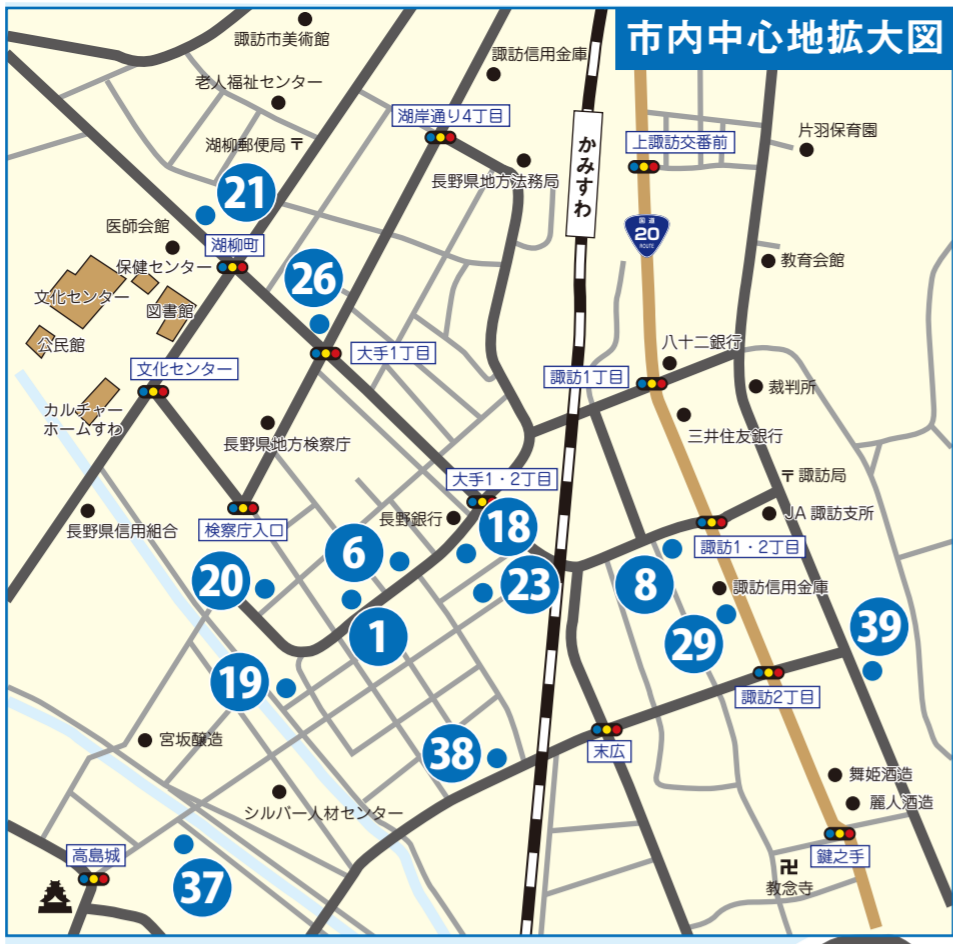 市内中心地拡大図
諏訪市美術館
諏訪信用金庫
老人福祉センター
湖岸通り4丁目
湖柳郵便局 〒
上諏訪交番前
片羽保育園
かみすわ
長野県地方法務局
21
国道
20
ROUTE
医師会館
湖柳町
保健センター
26
教育会館
文化センター
図書館
公民館
大手1丁目
八十二銀行
文化センター
諏訪1丁目
裁判所
カルチャー
ホームすわ
三井住友銀行
長野県地方検察庁
大手1・2丁目
〒諏訪局
長野銀行
JA 諏訪支所
長野県信用組合
検察庁入口
18
諏訪1・2丁目
6
20
23
8
諏訪信用金庫
1
29
39
19
諏訪2丁目
宮坂醸造
38
末広
舞姫酒造
シルバー人材センター
麗人酒造
高島城
鍵之手
37
卍
教念寺